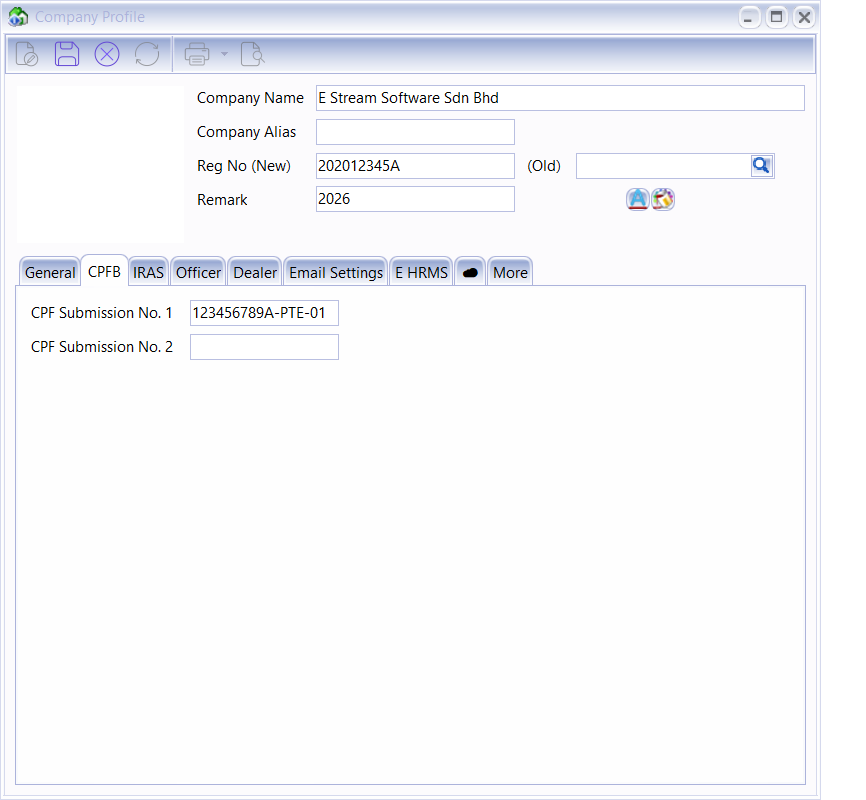 Company Profile
Company Name E Stream Software Sdn Bhd
Company Alias
Reg No (New) 202012345A (Old)
Remark 2026
General CPFB IRAS Officer Dealer Email Settings E HRMS More
CPF Submission No. 1 123456789A-PTE-01
CPF Submission No. 2